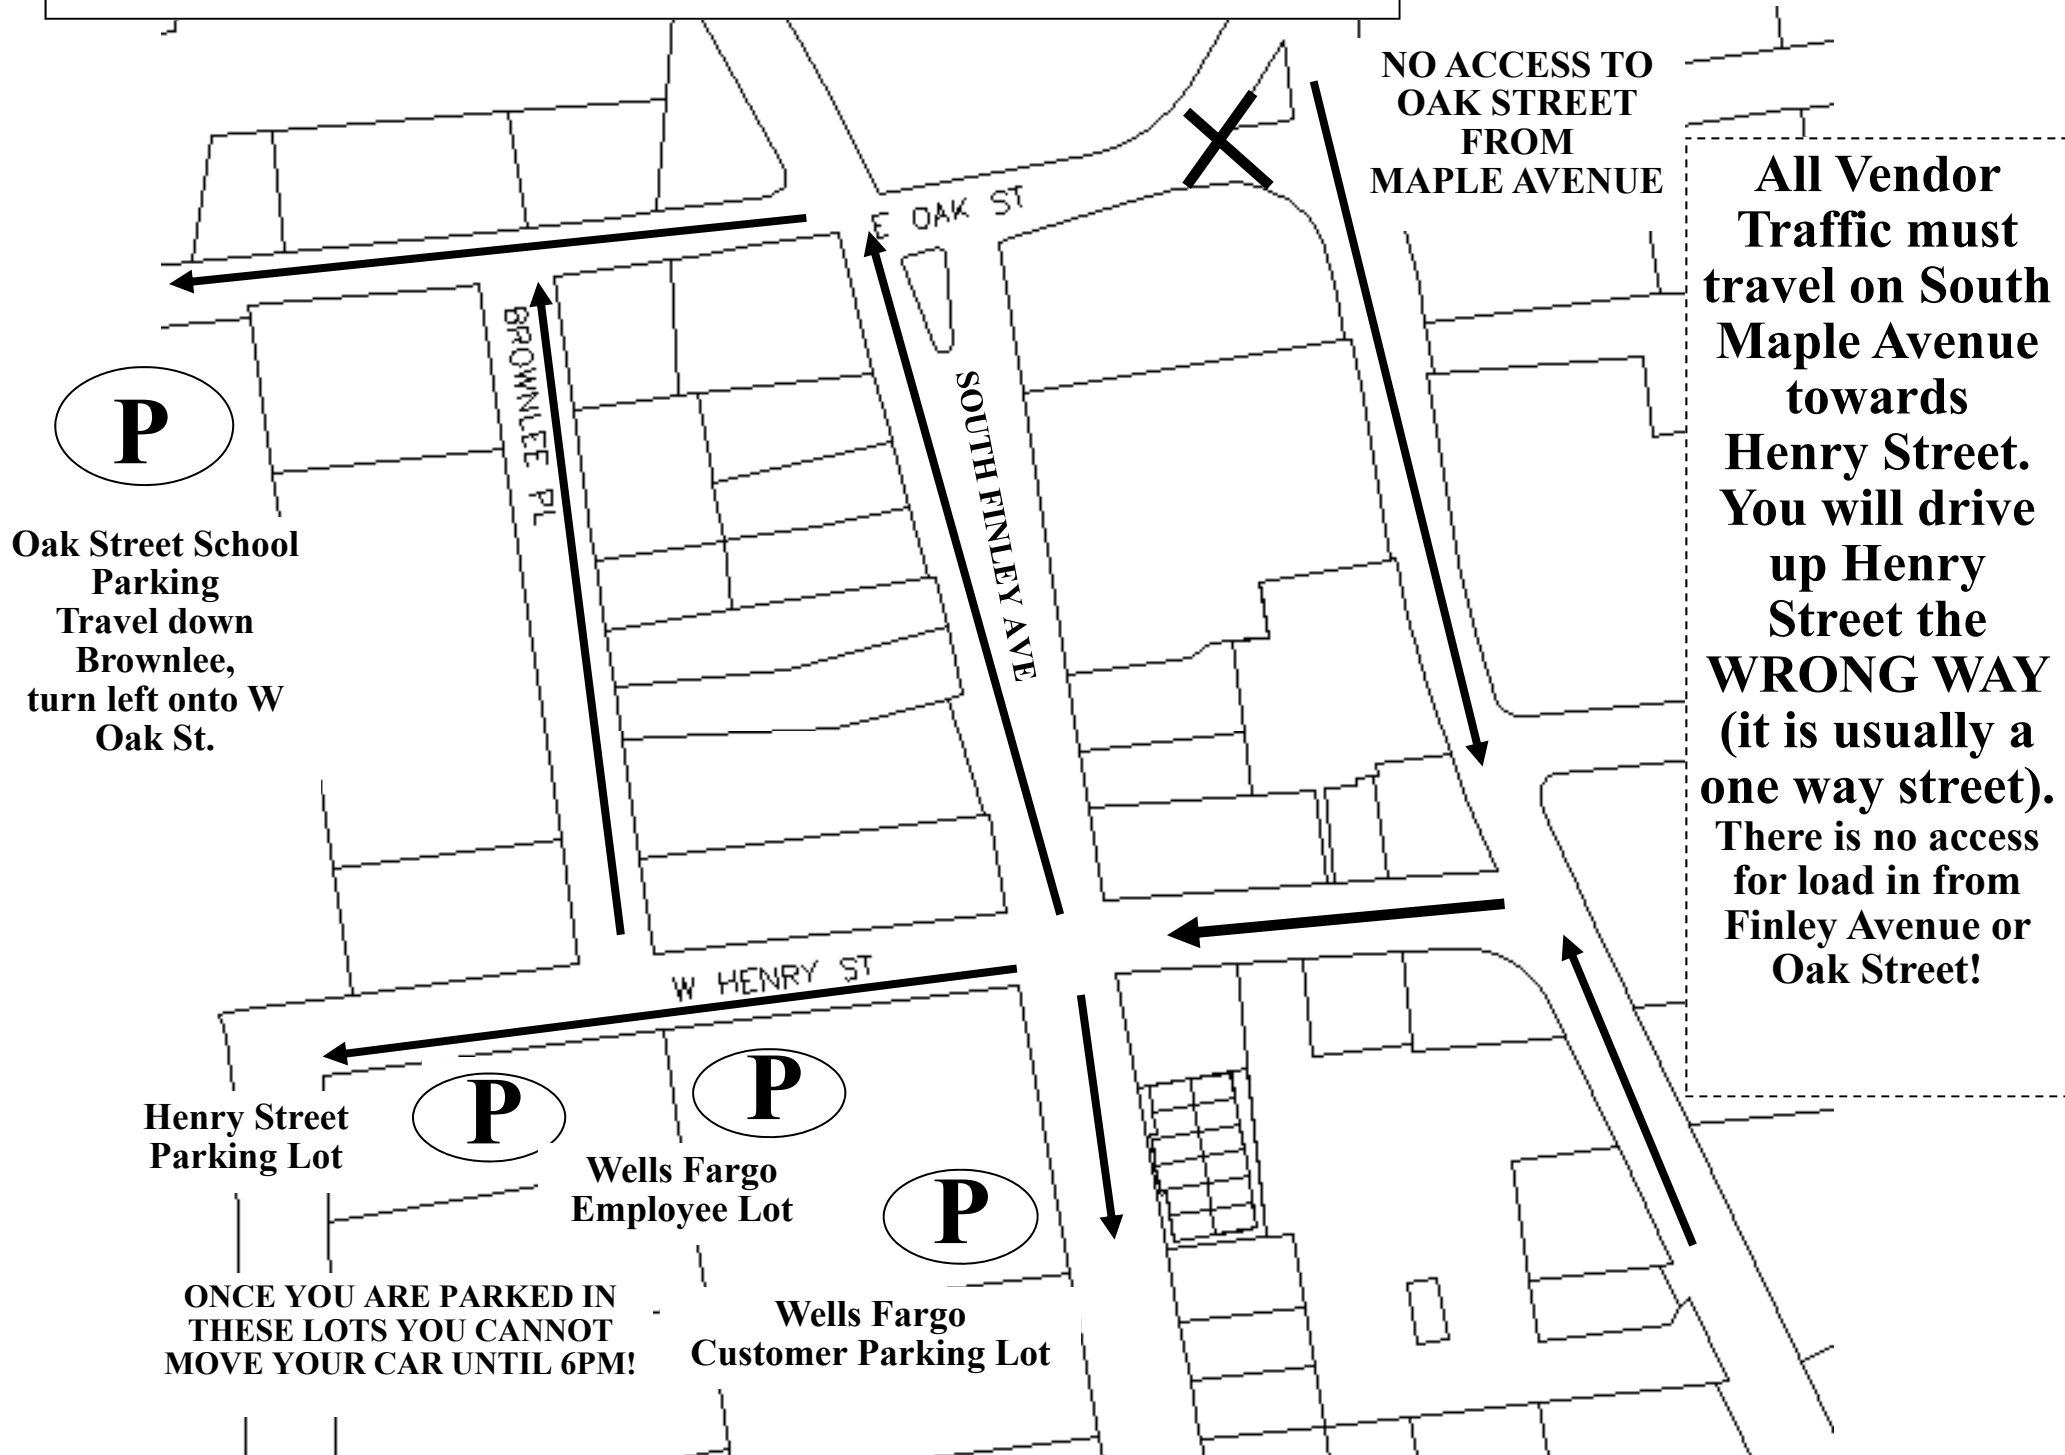 NO ACCESS TO
OAK STREET
FROM
MAPLE AVENUE
All Vendor
Traffic must
travel on South
Maple Avenue
towards
Henry Street.
You will drive
up Henry
Street the
WRONG WAY
(it is usually a
one way street).
There is no access
for load in from
Finley Avenue or
Oak Street!
E OAK ST
BROWNLEE PL
SOUTH FINLEY AVE
P
Oak Street School
Parking
Travel down
Brownlee,
turn left onto W
Oak St.
W HENRY ST
P
Henry Street
Parking Lot
P
Wells Fargo
Employee Lot
P
Wells Fargo
Customer Parking Lot
ONCE YOU ARE PARKED IN
THESE LOTS YOU CANNOT
MOVE YOUR CAR UNTIL 6PM!